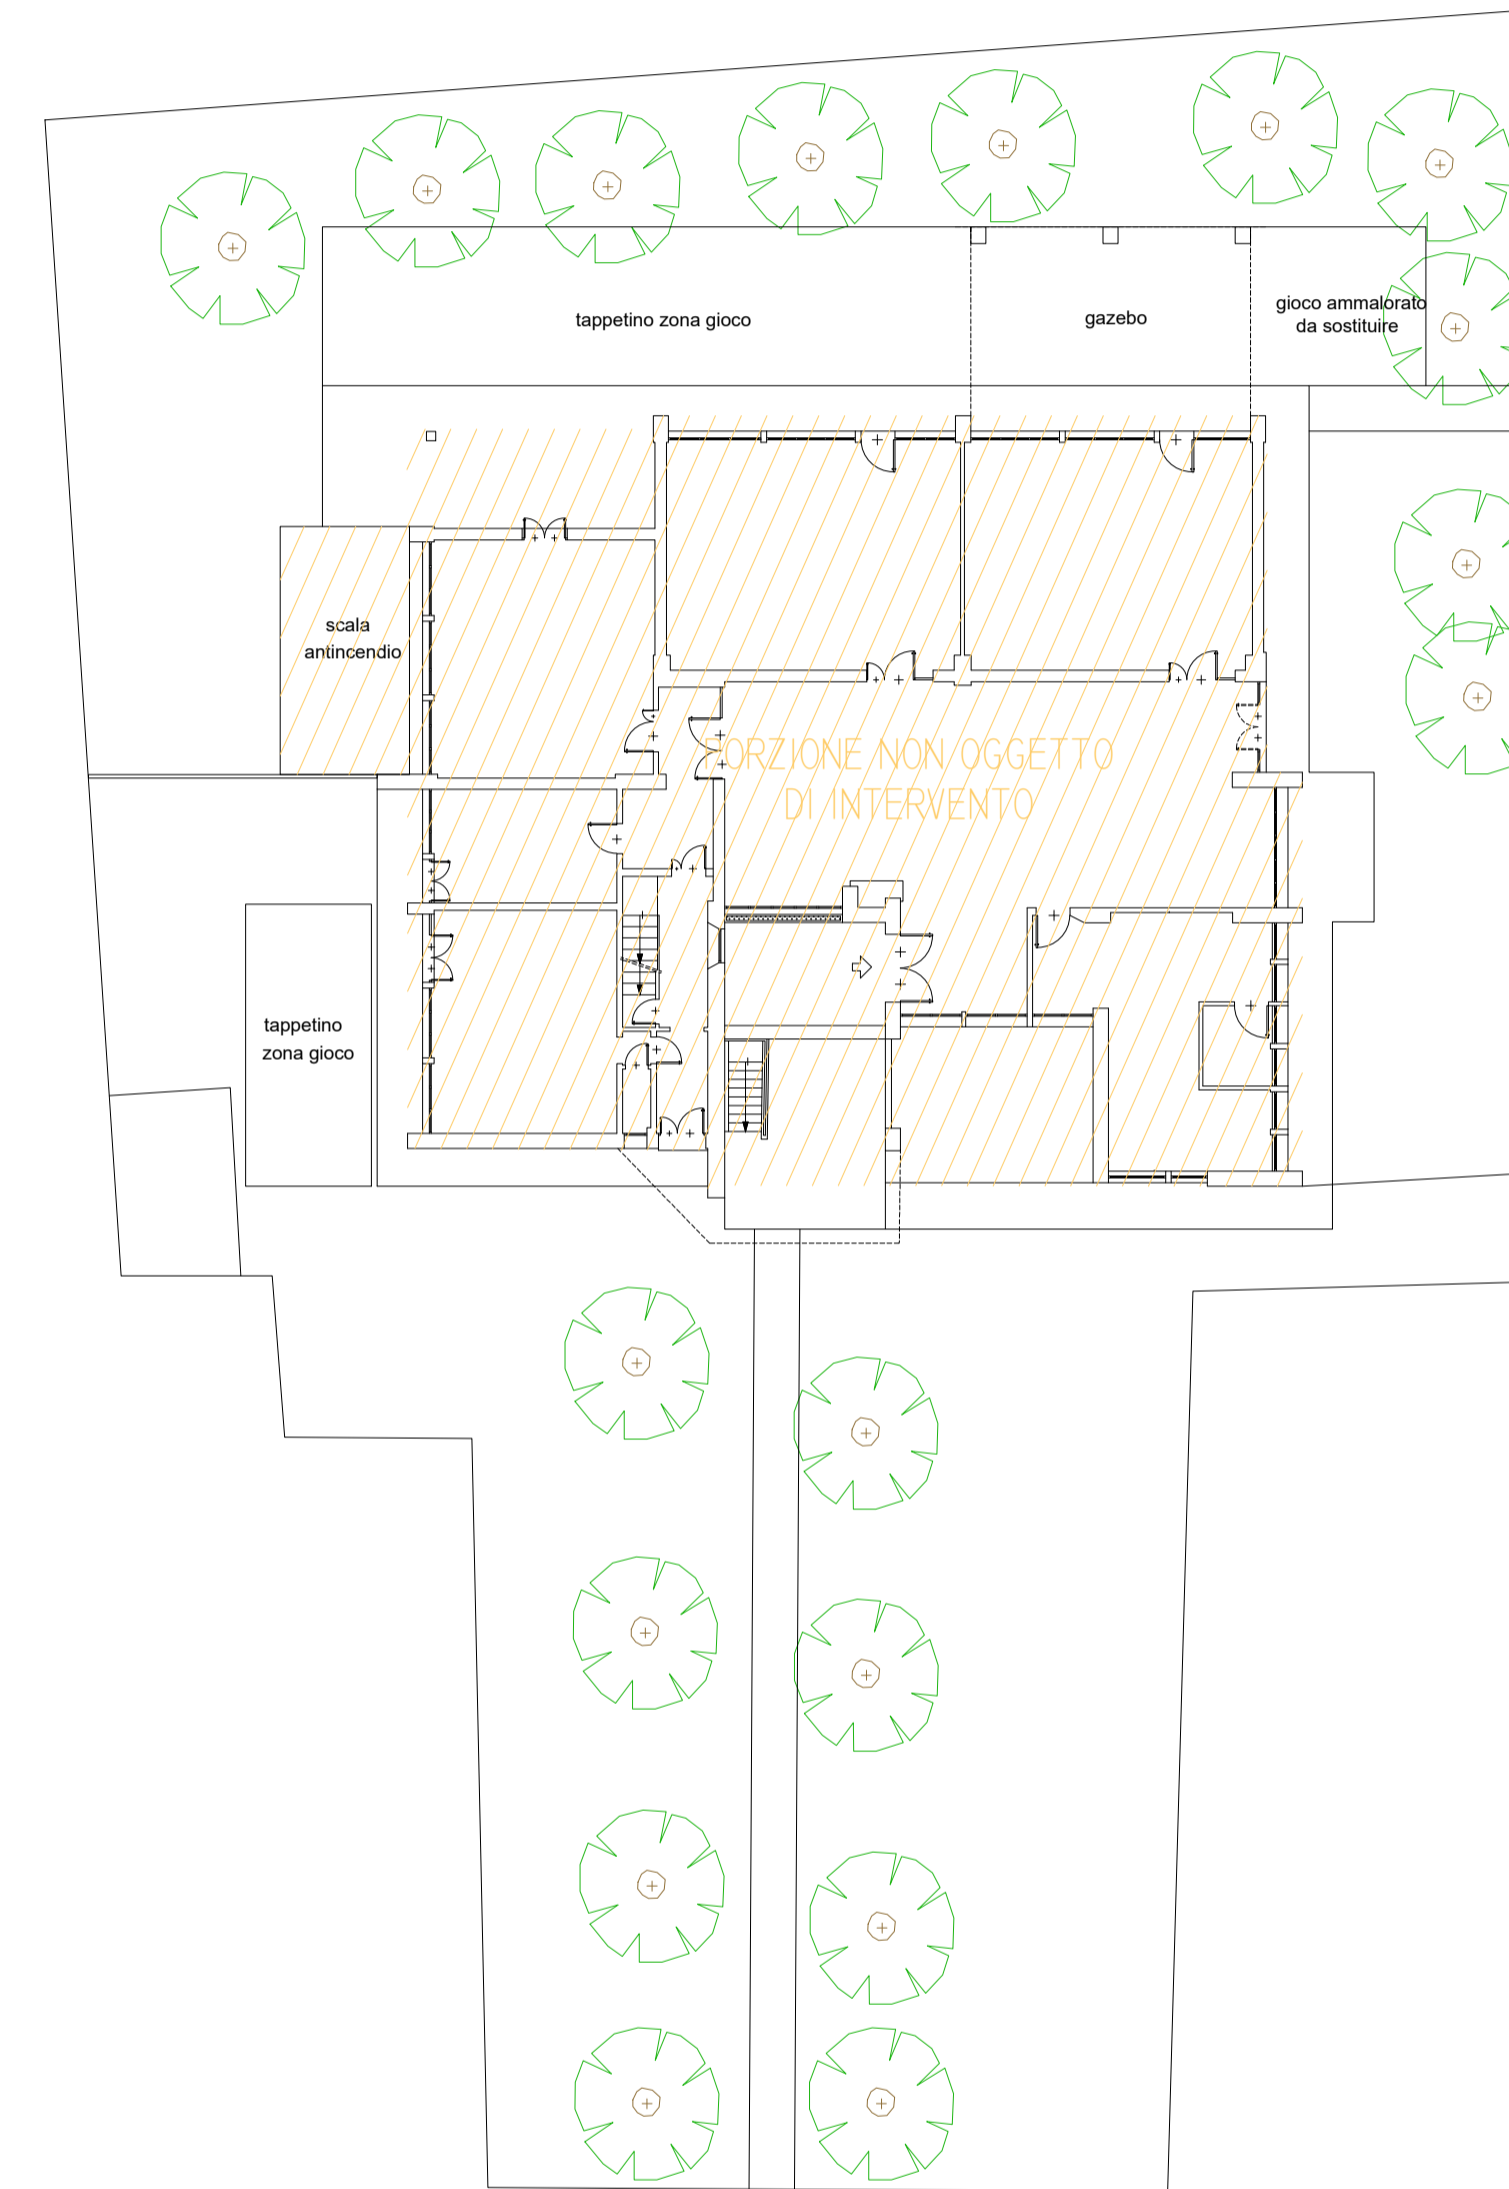 tappetino zona gioco
gazebo
gioco ammalorato
da sostituire
scala
antincendio
PORZIONE NON OGGETTO
DI INTERVENTO
tappetino
zona gioco